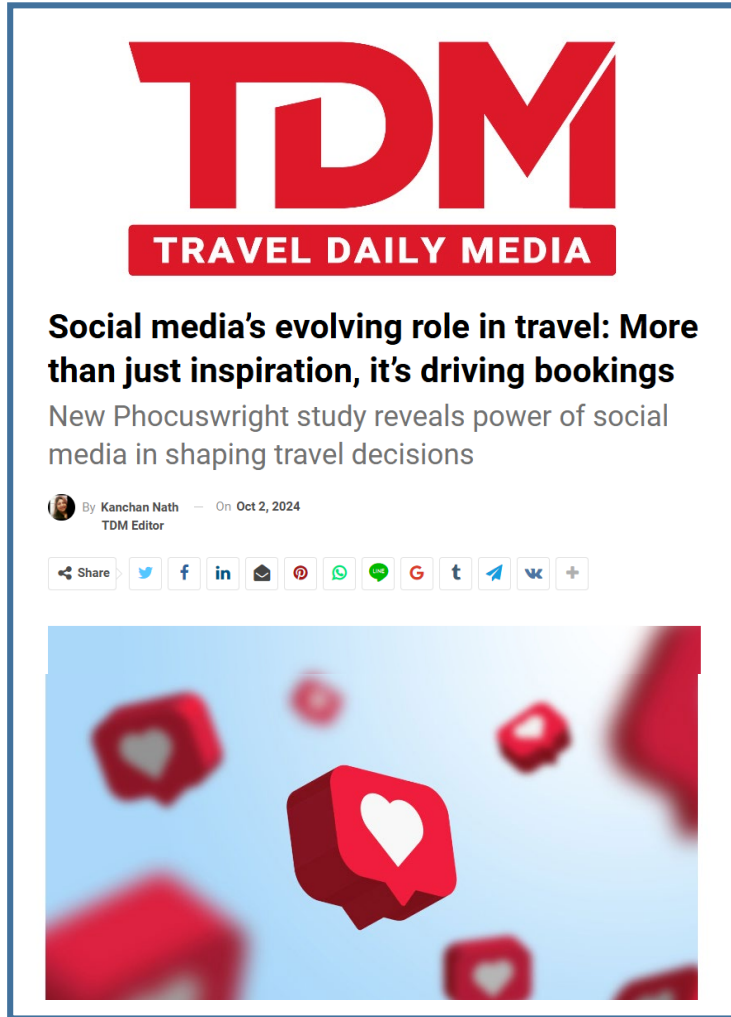 TDM
TRAVEL DAILY MEDIA
Social media’s evolving role in travel: More
than just inspiration, it’s driving bookings
New Phocuswright study reveals power of social
media in shaping travel decisions
By Kanchan Nath — On Oct 2, 2024
TDM Editor
Share f in LINE G t +